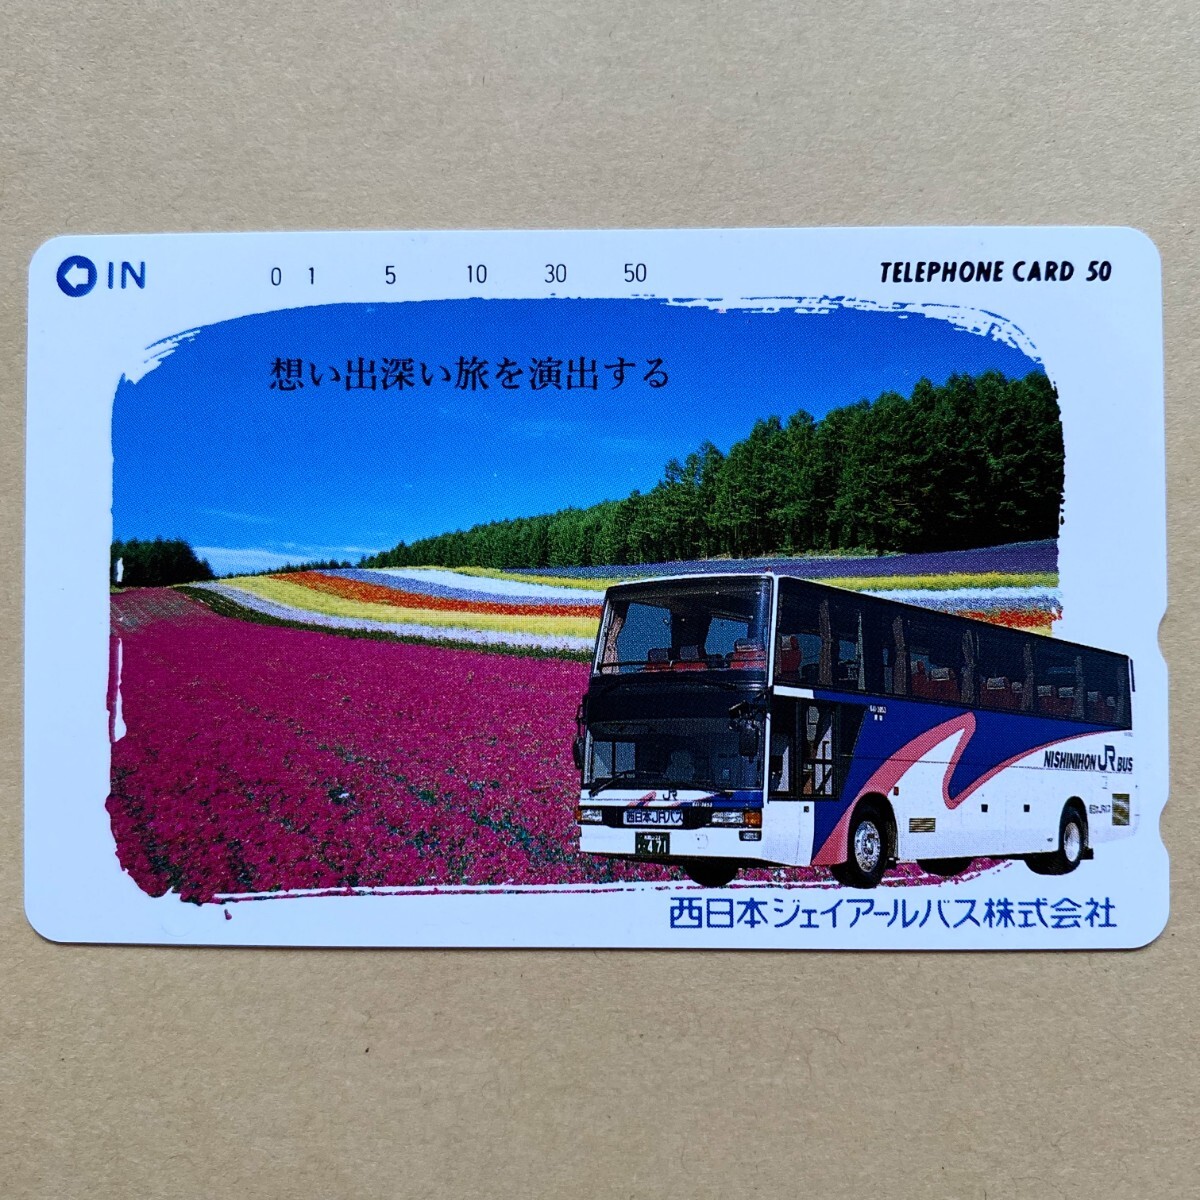 IN 0 1 5 10 30 50 TELEPHONE CARD 50
想い出深い旅を演出する
NISHINIHON JR BUS
JR
西日本JRバス
471
西日本ジェイアールバス株式会社